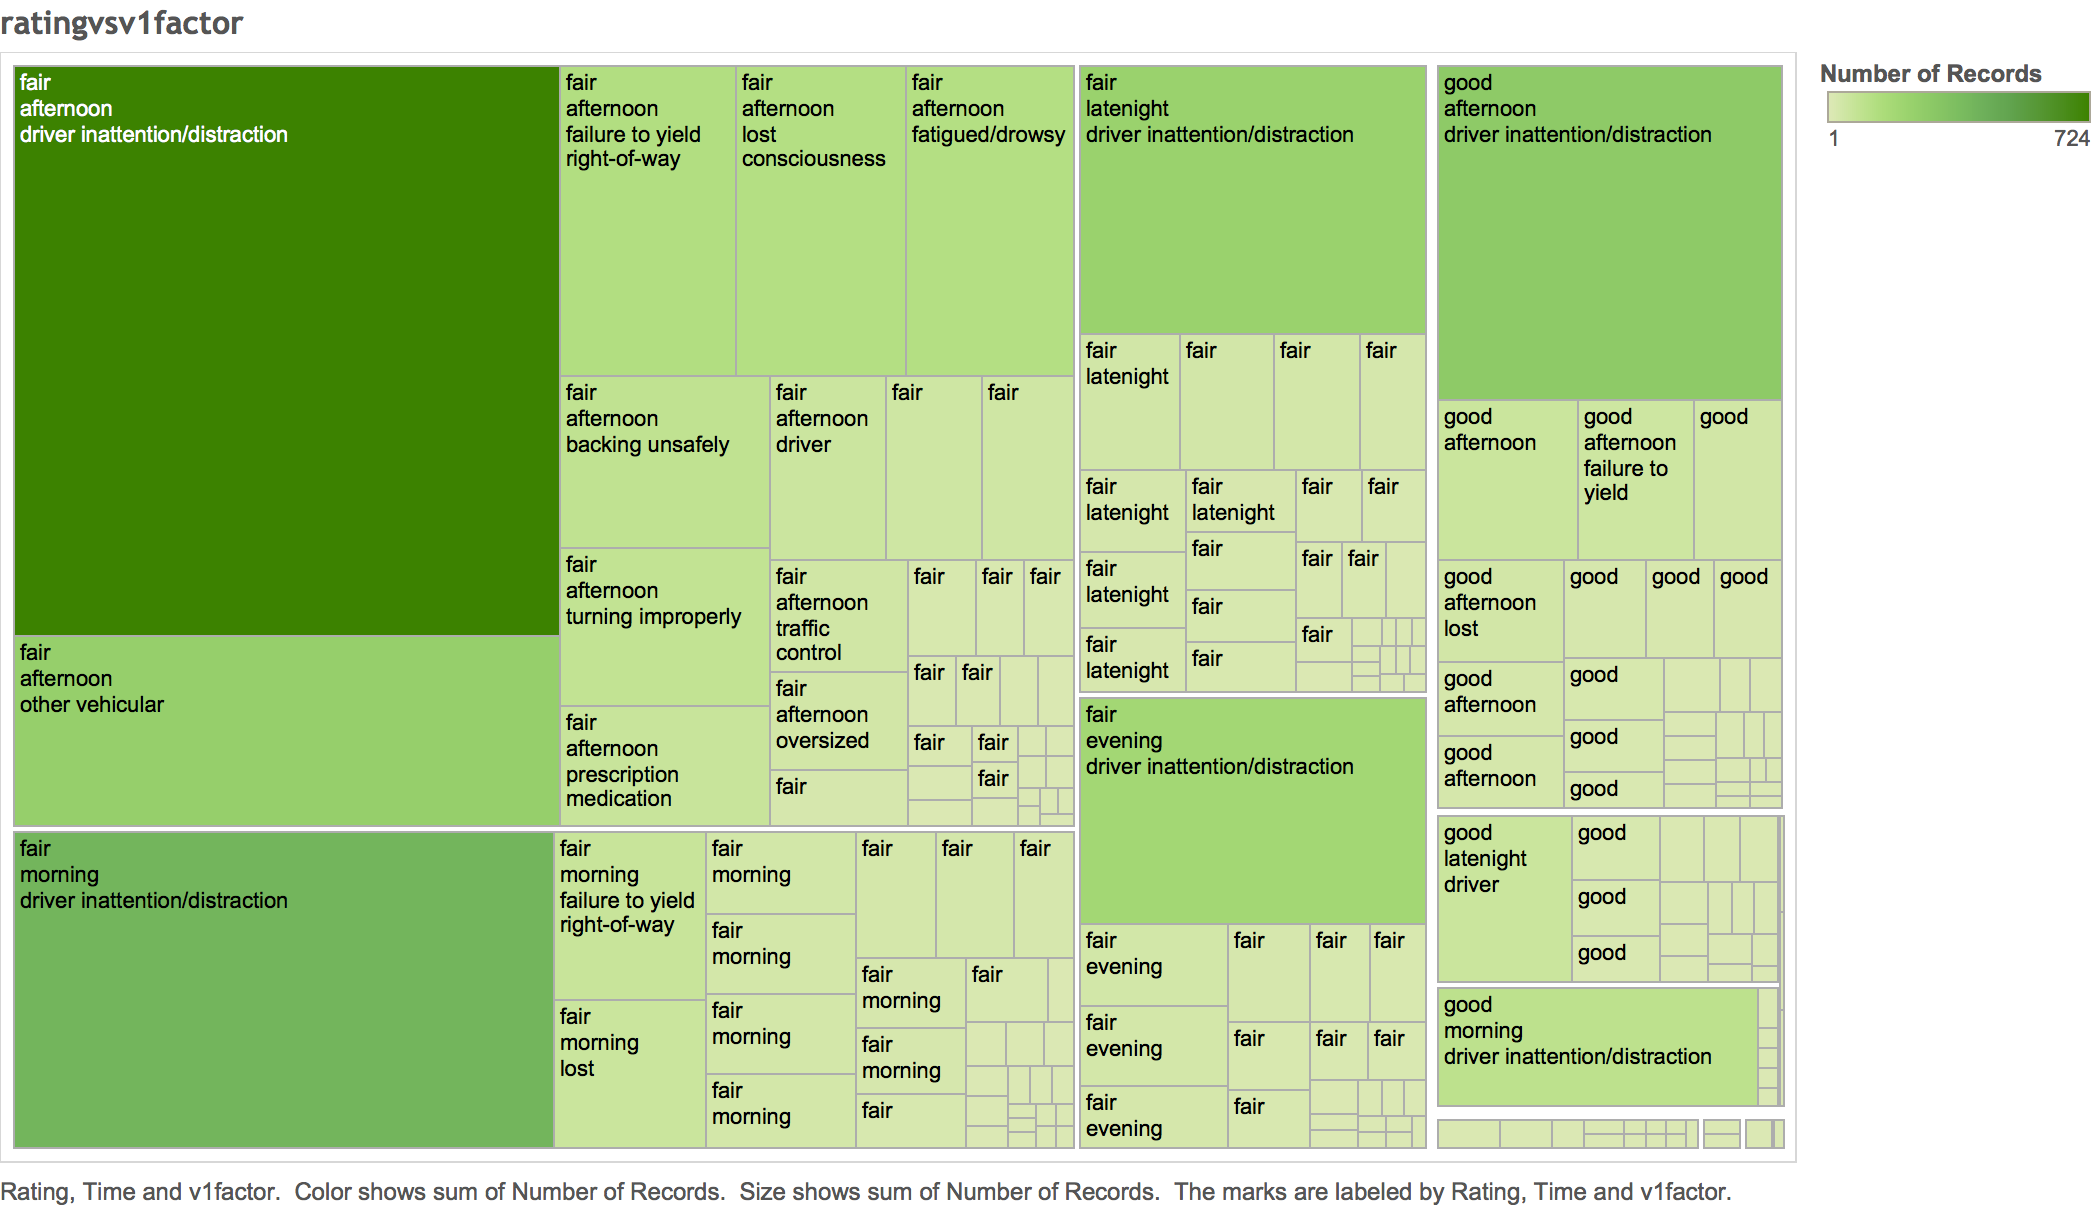 ratingvsv1factor
fair
afternoon
driver inattention/distraction
fair
afternoon
other vehicular
fair
afternoon
failure to yield
right-of-way
fair
afternoon
lost
consciousness
fair
afternoon
fatigued/drowsy
fair
afternoon
backing unsafely
fair
afternoon
turning improperly
fair
afternoon
prescription
medication
fair
afternoon
driver
fair
fair
fair
afternoon
traffic
control
fair
afternoon
oversized
fair
fair
fair
fair
fair
fair
fair
fair
fair
fair
morning
driver inattention/distraction
fair
morning
failure to yield
right-of-way
fair
morning
lost
fair
morning
fair
morning
fair
morning
fair
morning
fair
fair
fair
fair
morning
fair
morning
fair
fair
fair
latenight
driver inattention/distraction
fair
latenight
fair
fair
fair
fair
latenight
fair
latenight
fair
latenight
fair
latenight
fair
fair
fair
fair
fair
fair
fair
fair
fair
evening
driver inattention/distraction
fair
evening
fair
evening
fair
evening
fair
fair
fair
fair
fair
fair
fair
good
afternoon
driver inattention/distraction
good
afternoon
good
afternoon
failure to
yield
good
good
afternoon
lost
good
good
good
good
afternoon
good
afternoon
good
good
good
good
latenight
driver
good
good
good
good
morning
driver inattention/distraction
Number of Records
1
724
Rating, Time and v1factor.  Color shows sum of Number of Records.  Size shows sum of Number of Records.  The marks are labeled by Rating, Time and v1factor.